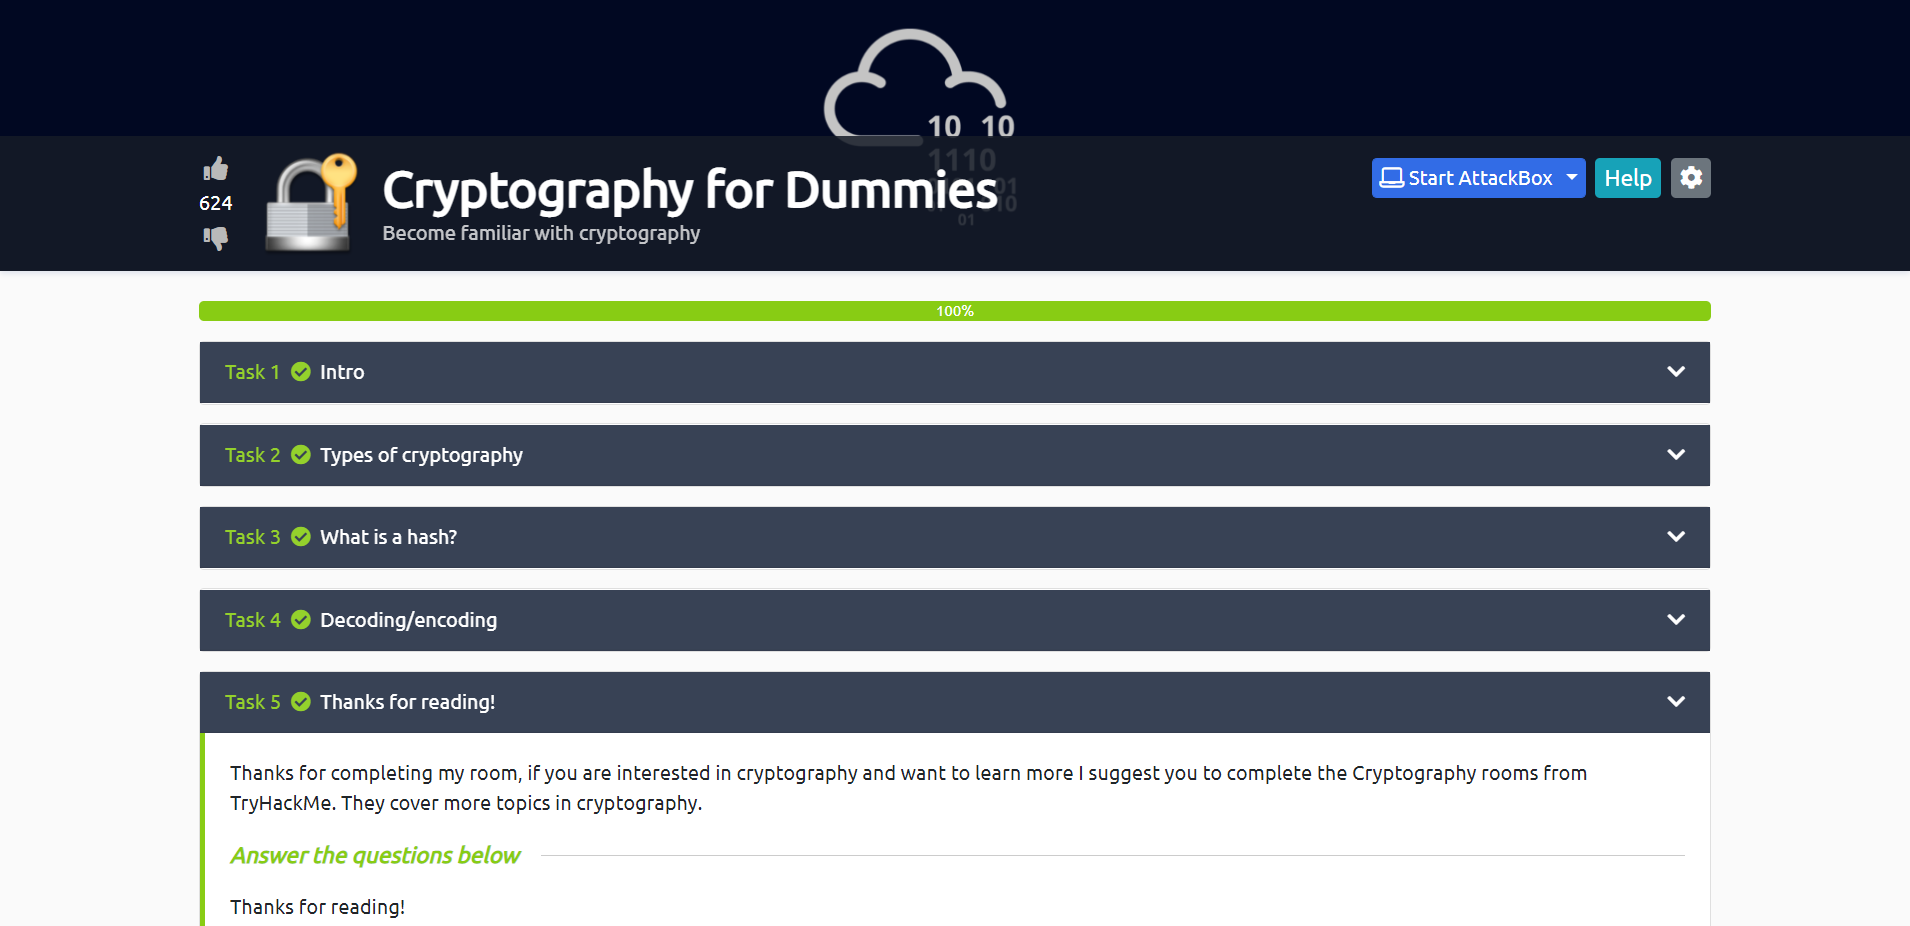 10 10
1110
01
010
01
624
Cryptography for Dummies
Become familiar with cryptography
Start AttackBox
Help
100%
Task 1 Intro
Task 2 Types of cryptography
Task 3 What is a hash?
Task 4 Decoding/encoding
Task 5 Thanks for reading!
Thanks for completing my room, if you are interested in cryptography and want to learn more I suggest you to complete the Cryptography rooms from
TryHackMe. They cover more topics in cryptography.
Answer the questions below
Thanks for reading!